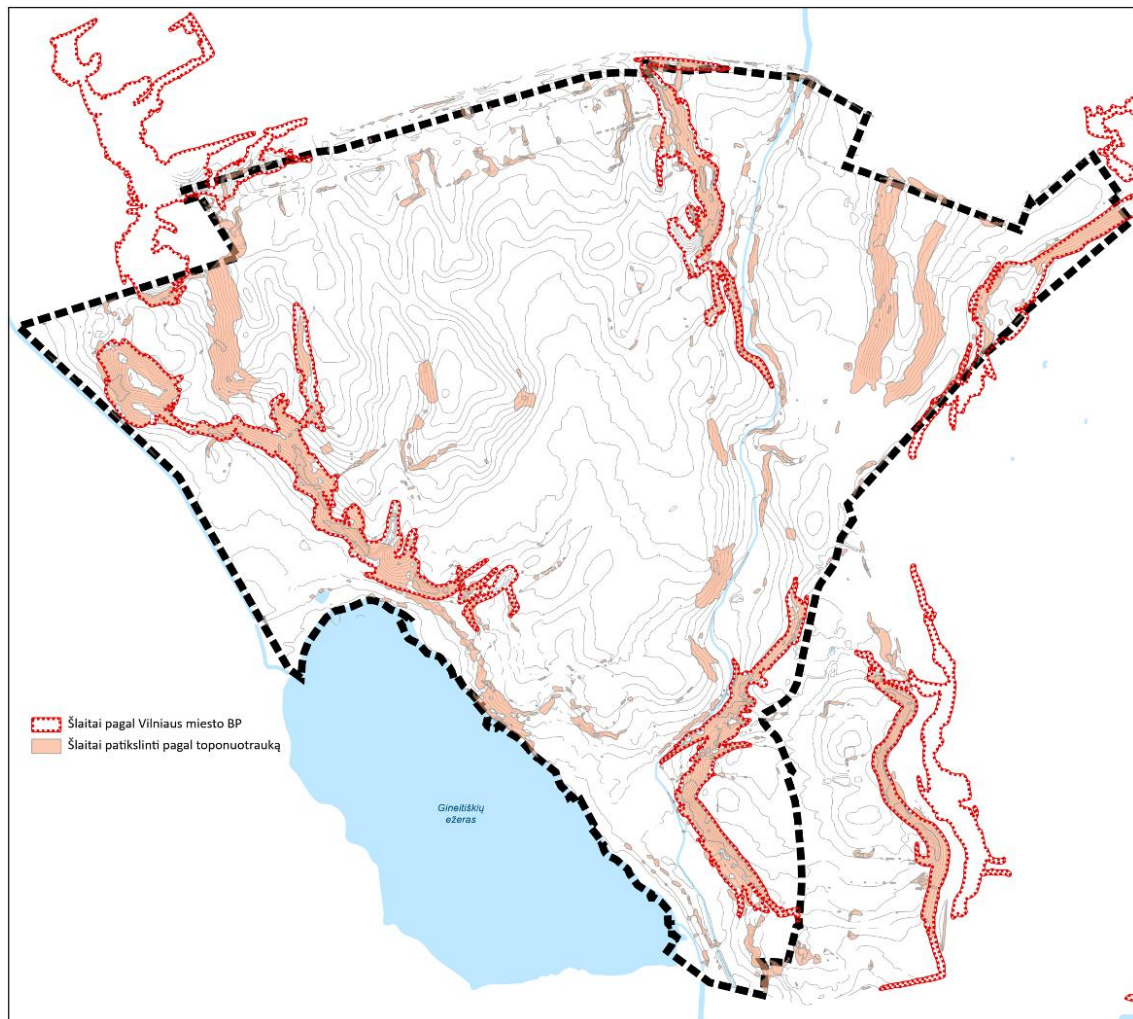 Šlaitai pagal Vilniaus miesto BP
Šlaitai patikslinti pagal toponuotrauką
Gineitiškių
ežeras